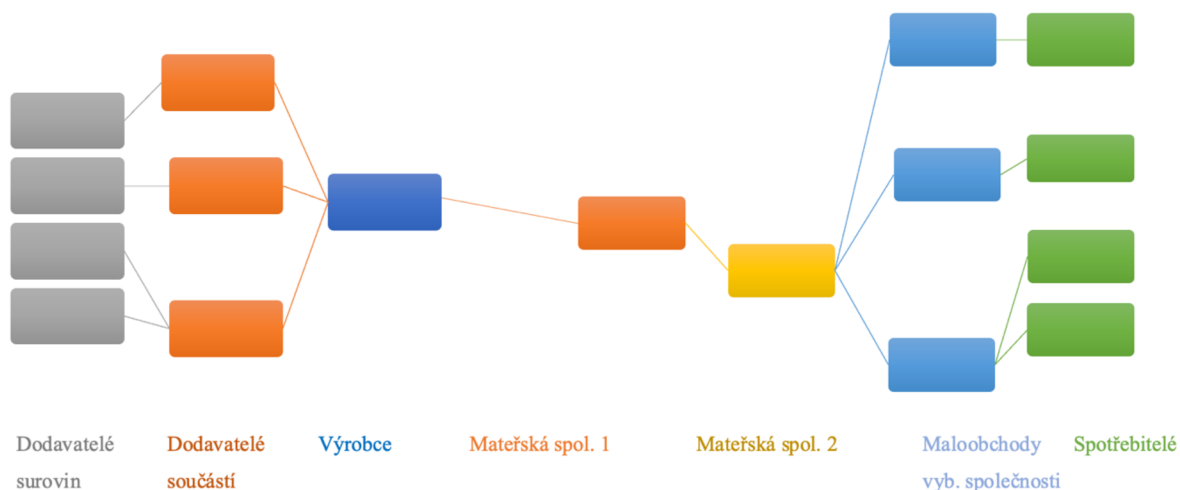 Dodavatelé surovin
Dodavatelé součástí
Výrobce
Mateřská spol. 1
Mateřská spol. 2
Maloobchody vyb. společnosti
Spotřebitelé